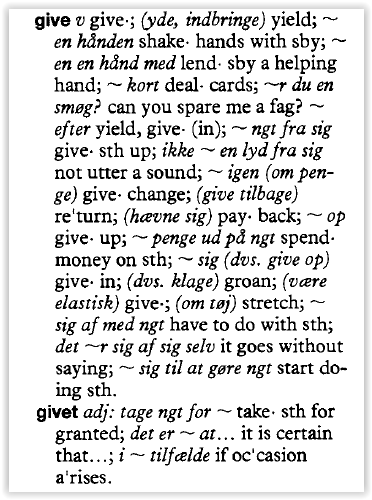 give v give·; (yde, indbringe) yield; ~
en hånden shake· hands with sby; ~
en en hånd med lend· sby a helping
hand; ~ kort deal· cards; ~r du en
smøg? can you spare me a fag? ~
efter yield, give· (in); ~ ngt fra sig
give· sth up; ikke ~ en lyd fra sig
not utter a sound; ~ igen (om pen-
ge) give· change; (give tilbage)
re'turn; (hævne sig) pay· back; ~ op
give· up; ~ penge ud på ngt spend·
money on sth; ~ sig (dvs. give op)
give· in; (dvs. klage) groan; (være
elastisk) give·; (om tøj) stretch; ~
sig af med ngt have to do with sth;
det ~r sig af sig selv it goes without
saying; ~ sig til at gøre ngt start do-
ing sth.
givet adj: tage ngt for ~ take· sth for
granted; det er ~ at... it is certain
that...; i ~ tilfælde if oc'casion
a'rises.